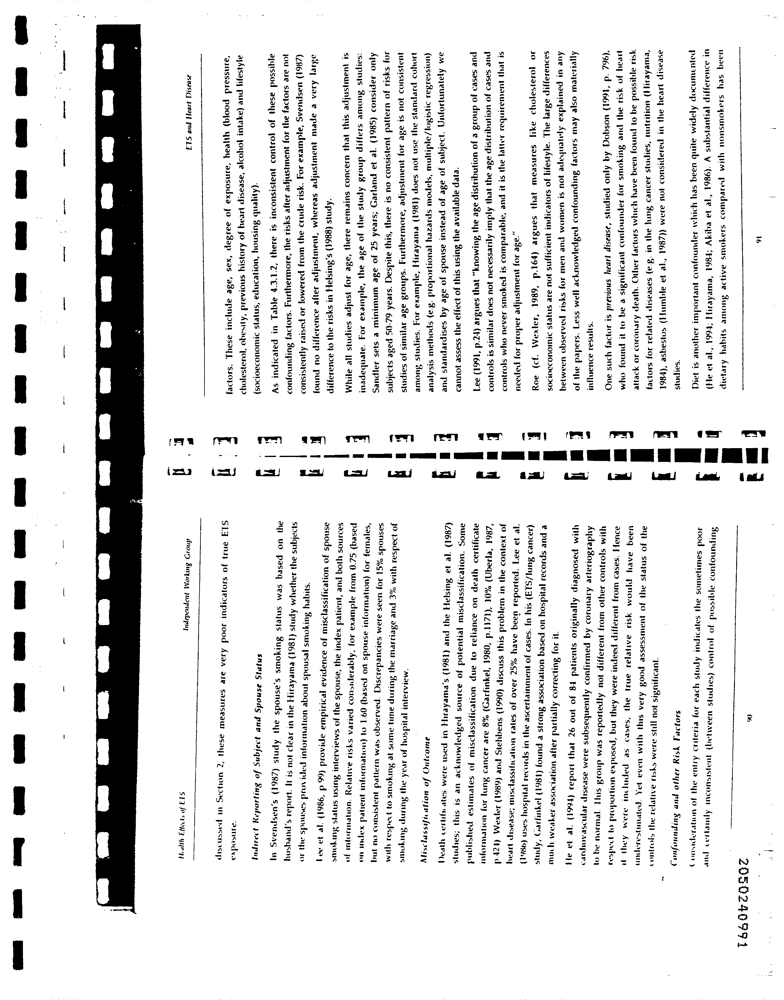 Health Effects of ETS
Independent Working Group
discussed in Section 2, these measures are very poor indicators of true ETS
exposure.
Indirect Reporting of Subject and Spouse Status
In Svendsen's (1987) study the spouse's smoking status was based on the
husband's report. It is not clear in the Hirayama (1981) study whether the subjects
or the spouses provided information about spousal smoking habits.
Lee et al. (1986, p 99) provide empirical evidence of misclassification of spouse
smoking status using interviews of the spouse, the index patient, and both sources
of information. Relative risks varied considerably, for example from 0.75 (based
on index patient information) to 1.60 (based on spouse information) for females,
but no consistent pattern was observed. Discrepancies were seen for 15% spouses
with respect to smoking at some time during the marriage and 3% with respect of
smoking during the year of hospital interview.
Misclassification of Outcome
Death certificates were used in Hirayama's (1981) and the Helsing et al. (1987)
studies; this is an acknowledged source of potential misclassification. Some
published estimates of misclassification due to reliance on death certificate
information for lung cancer are 8% (Garfinkel, 1980, p.1171), 10% (Uberla, 1987,
p 421) Wexler (1989) and Stehbens (1990) discuss this problem in the context of
heart disease; misclassification rates of over 25% have been reported. Lee et al.
(1986) uses hospital records in the ascertainment of cases. In his (ETS/lung cancer)
study, Garfinkel (1981) found a strong association based on hospital records and a
much weaker association after partially correcting for it.
He et al. (1994) report that 26 out of 84 patients originally diagnosed with
cardiovascular disease were subsequently confirmed by coronary arteriography
to be normal. This group was reportedly not different from other controls with
respect to proportion exposed, but they were indeed different from cases. Hence
if they were included as cases, the true relative risk would have been
underestimated. Yet even with this very good assessment of the status of the
controls, the relative risks were still not significant.
Confounding and other Risk Factors
Consideration of the entry criteria for each study indicates the sometimes poor
and certainly inconsistent (between studies) control of possible confounding
90
ETS and Heart Disease
factors. These include age, sex, degree of exposure, health (blood pressure,
cholesterol, obesity, previous history of heart disease, alcohol intake) and lifestyle
(socioeconomic status, education, housing quality).
As indicated in Table 4.3.1.2, there is inconsistent control of these possible
confounding factors. Furthermore, the risks after adjustment for the factors are not
consistently raised or lowered from the crude risk. For example, Svendsen (1987)
found no difference after adjustment, whereas adjustment made a very large
difference to the risks in Helsing's (1988) study.
While all studies adjust for age, there remains concern that this adjustment is
inadequate. For example, the age of the study group differs among studies:
Sandler sets a minimum age of 25 years; Garland et al. (1985) consider only
subjects aged 50-79 years. Despite this, there is no consistent pattern of risks for
studies of similar age groups. Furthermore, adjustment for age is not consistent
among studies. For example, Hirayama (1981) does not use the standard cohort
analysis methods (e.g. proportional hazards models, multiple/logistic regression)
and standardises by age of spouse instead of age of subject. Unfortunately we
cannot assess the effect of this using the available data.
Lee (1991, p.24) argues that "knowing the age distribution of a group of cases and
controls is similar does not necessarily imply that the age distribution of cases and
controls who never smoked is comparable, and it is the latter requirement that is
needed for proper adjustment for age."
Roe (cf. Wexler, 1989, p.164) argues that measures like cholesterol or
socioeconomic status are not sufficient indicators of lifestyle. The large differences
between observed risks for men and women is not adequately explained in any
of the papers. Less well acknowledged confounding factors may also materially
influence results.
One such factor is previous heart disease, studied only by Dobson (1991, p. 796),
who found it to be a significant confounder for smoking and the risk of heart
attack or coronary death. Other factors which have been found to be possible risk
factors for related diseases (e g. in the lung cancer studies, nutrition (Hirayama,
1984), asbestos (Humble et al., 1987)) were not considered in the heart disease
studies.
Diet is another important confounder which has been quite widely documented
(He et al., 1994; Hirayama, 1984; Akiba et al., 1986). A substantial difference in
dietary habits among active smokers compared with nonsmokers has been
91
2050240991